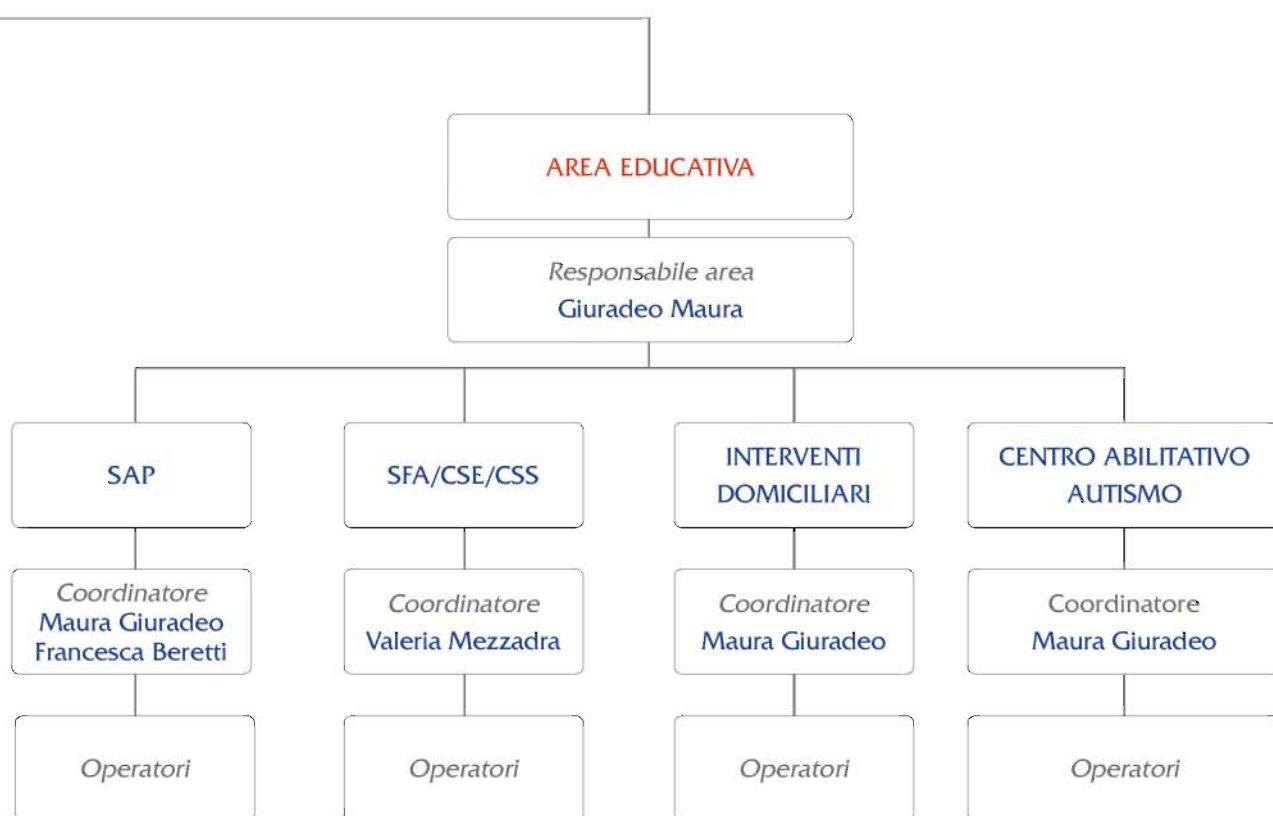 AREA EDUCATIVA
Responsabile area
Giuradeo Maura
SAP
SFA/CSE/CSS
INTERVENTI
DOMICILIARI
CENTRO ABILITATIVO
AUTISMO
Coordinatore
Maura Giuradeo
Francesca Beretti
Coordinatore
Valeria Mezzadra
Coordinatore
Maura Giuradeo
Coordinatore
Maura Giuradeo
Operatori
Operatori
Operatori
Operatori